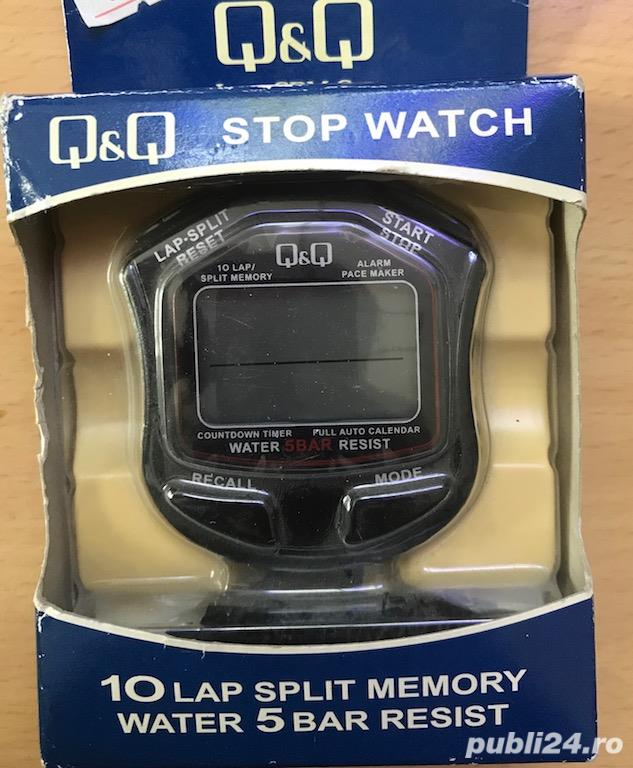 Q&Q
Q&Q STOP WATCH
LAP-SPLIT
RESET
START
STOP
Q&Q
10 LAP/
SPLIT MEMORY
ALARM
PACE MAKER
COUNTDOWN TIMER FULL AUTO CALENDAR
WATER 5BAR RESIST
RECALL MODE
10 LAP SPLIT MEMORY
WATER 5 BAR RESIST
publi24.ro